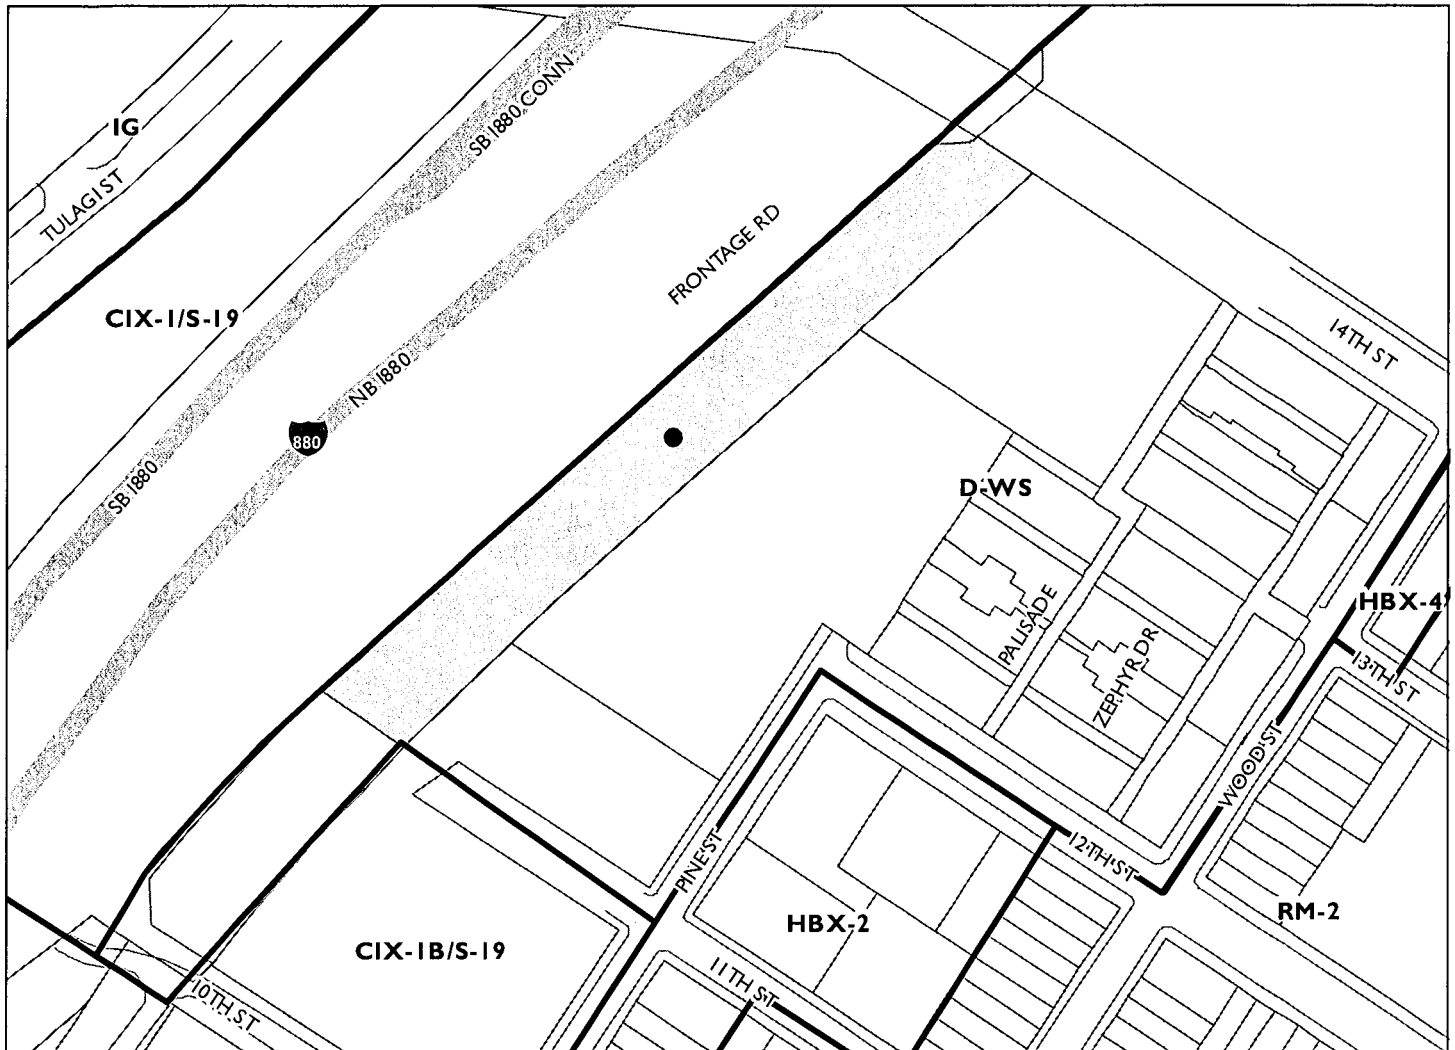 SB I880 CONN
IG
TULAGI ST
FRONTAGE RD
CIX-1/S-19
14TH ST
NB I880
880
SB I880
D-WS
HBX-4
PALISADE
ZEPHYR DR
13TH ST
WOOD ST
PINE ST
12TH ST
RM-2
HBX-2
CIX-1B/S-19
11TH ST
10TH ST